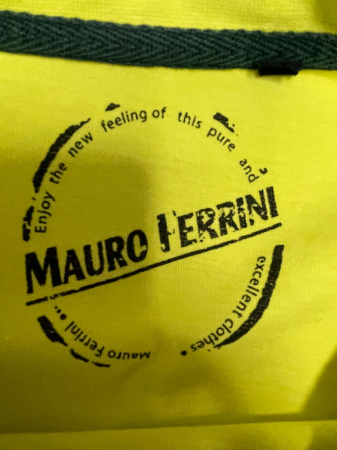 Enjoy the new feeling of this pure and
MAURO FERRINI
excellent clothes.
Mauro Ferrini